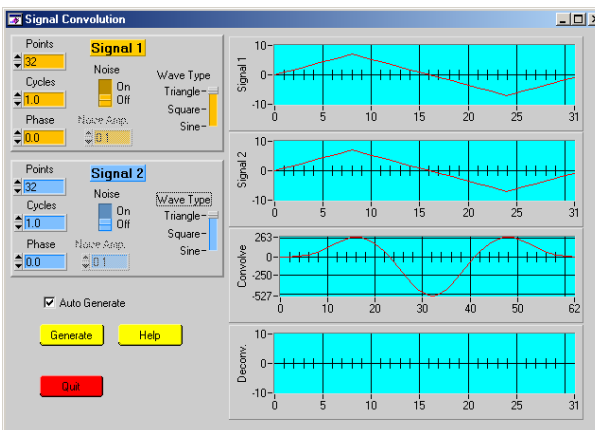 Signal Convolution
Points
32
Signal 1
Cycles
1.0
Noise
On
Off
Wave Type
Triangle
Square
Sine
Phase
0.0
Noise Amp.
0.1
Points
32
Signal 2
Cycles
1.0
Noise
On
Off
Wave Type
Triangle
Square
Sine
Phase
0.0
Noise Amp.
0.1
Auto Generate
Generate
Help
Quit
Signal 1
10
0
-10
0 5 10 15 20 25 31
Signal 2
10
0
-10
0 5 10 15 20 25 31
Convolve
263
0
-250
-527
0 10 20 30 40 50 62
Deconv.
10
0
-10
0 5 10 15 20 25 31